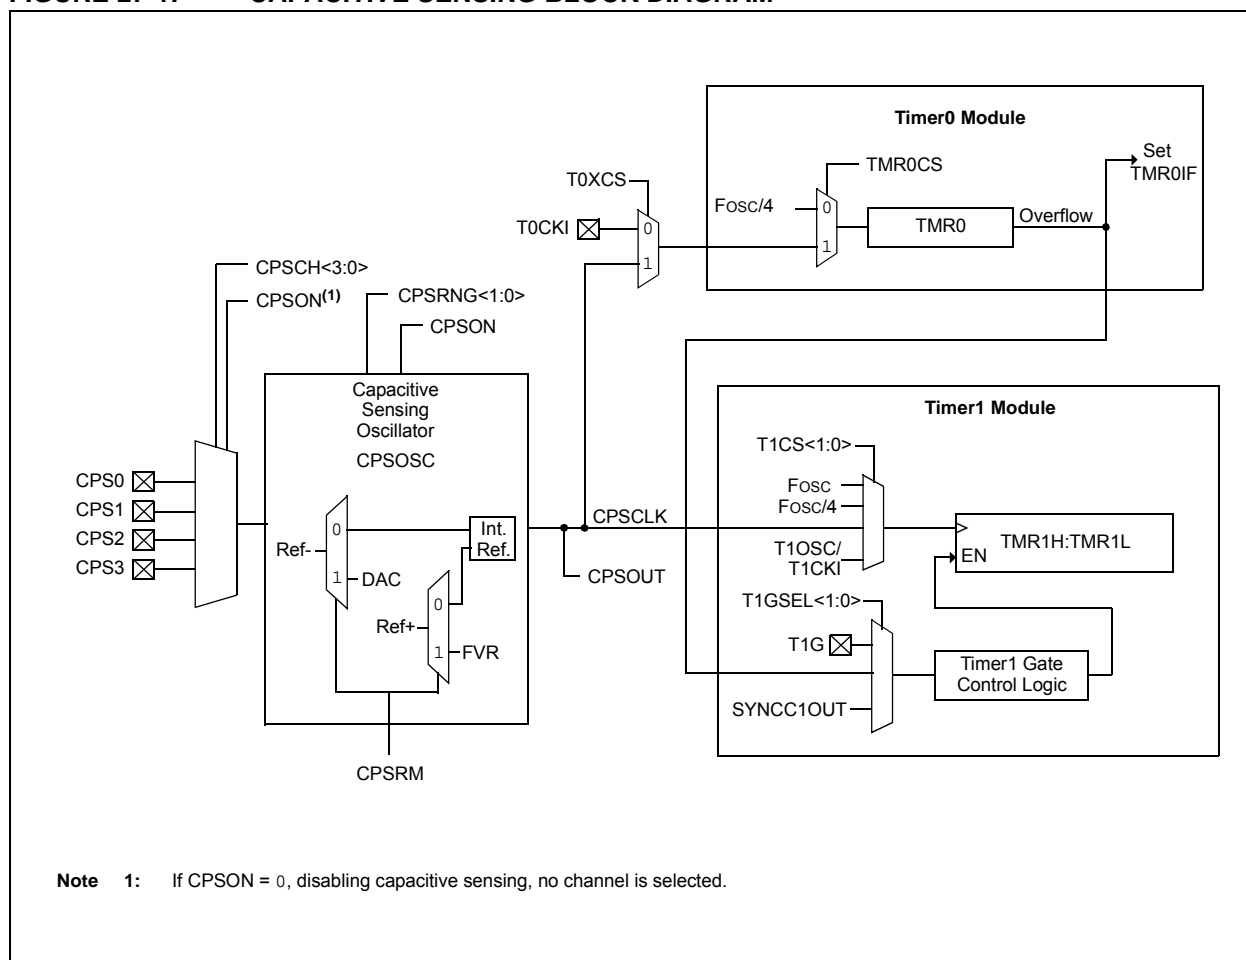 CAPACITIVE SENSING BLOCK DIAGRAM
Timer0 Module
Set
TMR0IF
TMR0CS
T0XCS
FOSC/4
0
1
TMR0
Overflow
T0CKI
0
1
CPSCH<3:0>
CPSON(1)
CPSRNG<1:0>
CPSON
Capacitive
Sensing
Oscillator
CPSOSC
Timer1 Module
T1CS<1:0>
CPS0
CPS1
CPS2
CPS3
FOSC
FOSC/4
0
1
Ref-
DAC
Int.
Ref.
CPSCLK
CPSOUT
T1OSC/
T1CKI
EN
TMR1H:TMR1L
0
1
Ref+
FVR
T1GSEL<1:0>
T1G
Timer1 Gate
Control Logic
SYNCC1OUT
CPSRM
Note 1: If CPSON = 0, disabling capacitive sensing, no channel is selected.